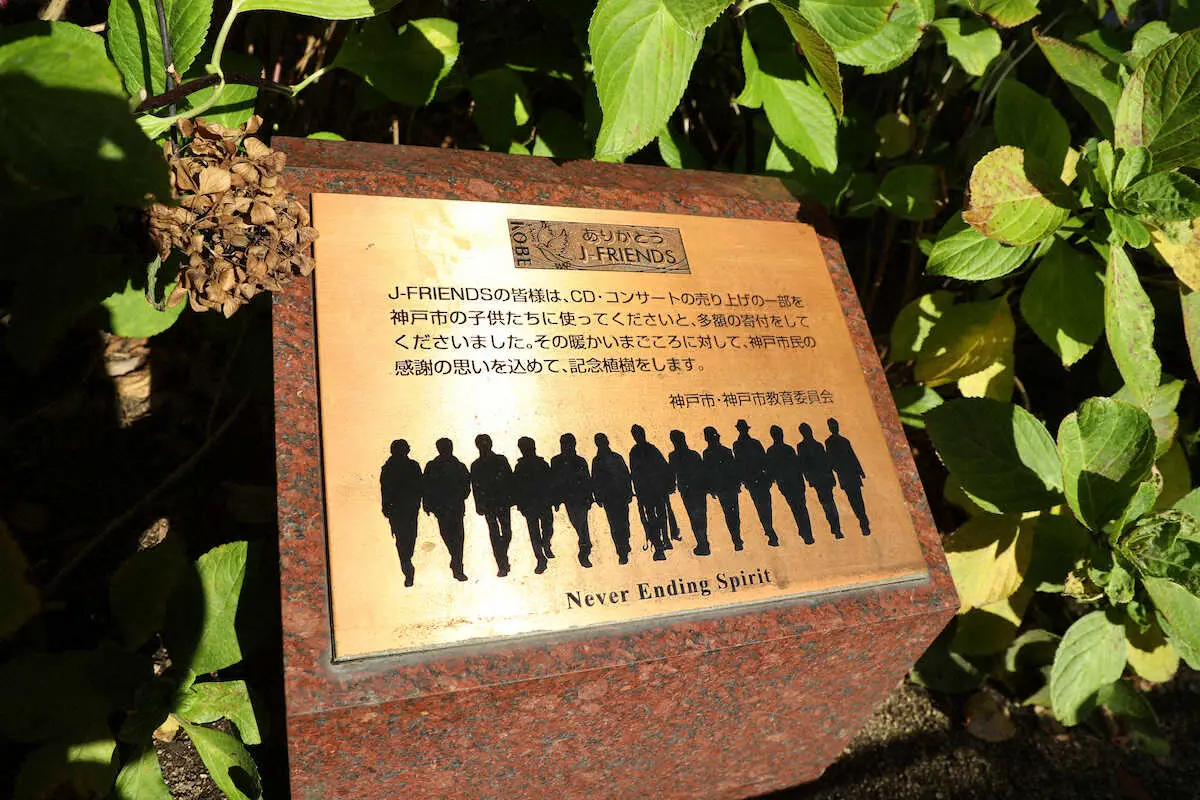 KOBE
ありがとう
J-FRIENDS
J-FRIENDSの皆様は、CD・コンサートの売り上げの一部を
神戸市の子供たちに使ってくださいと、多額の寄付をして
くださいました。その暖かいまごころに対して、神戸市民の
感謝の思いを込めて、記念植樹をします。
神戸市・神戸市教育委員会
Never Ending Spirit